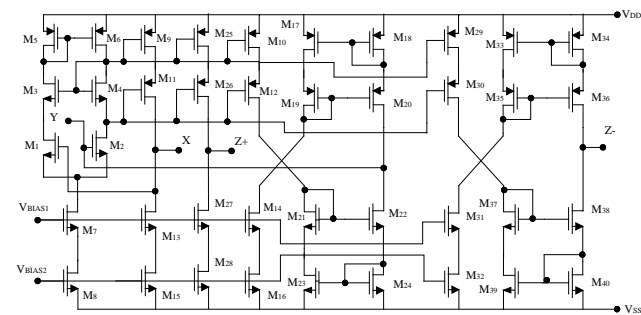 M17 VDD
M5 M6 M9 M25 M10 M18 M29 M33 M34
M3 M4 M11 M26 M12 M19 M20 M30 M35 M36
Y
M1 M2 X Z+ Z-
VBIAS1 M7 M13 M27 M14 M21 M22 M31 M37 M38
VBIAS2 M8 M15 M28 M16 M23 M24 M32 M39 M40
VSS